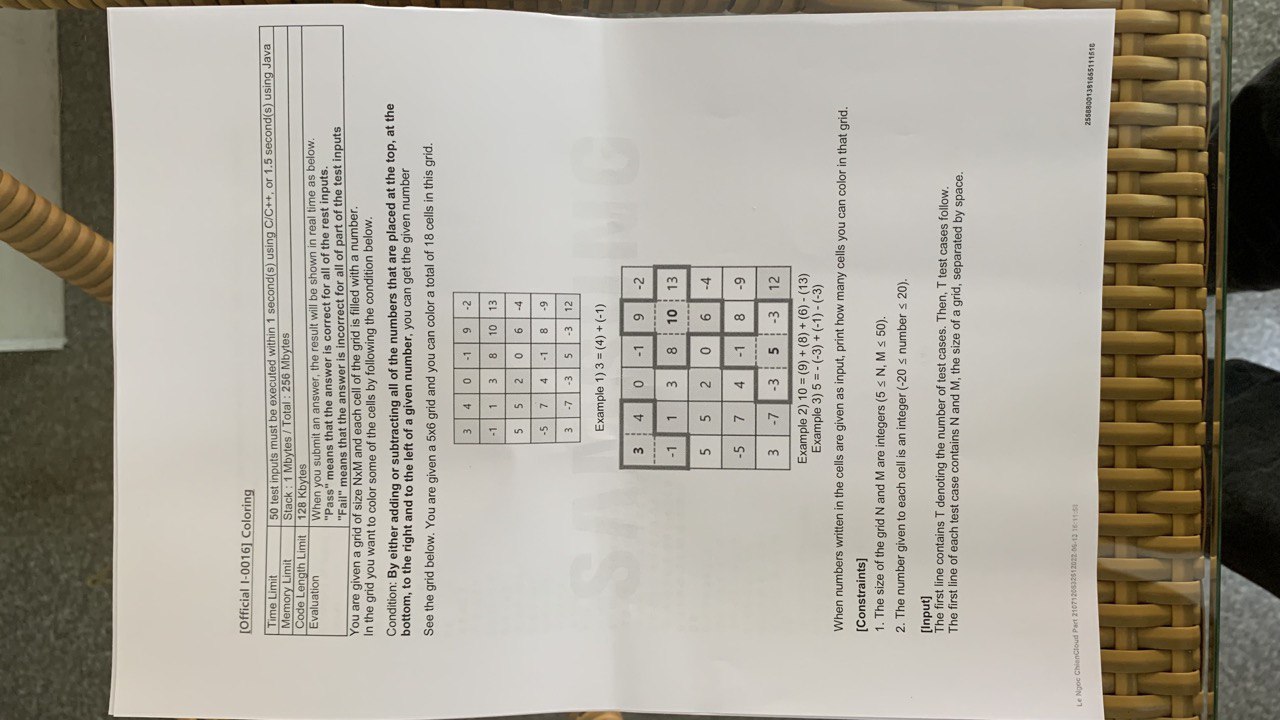 [Official I-0016] Coloring
Time Limit 50 test inputs must be executed within 1 second(s) using C/C++, or 1.5 second(s) using Java
Memory Limit Stack : 1 Mbytes / Total : 256 Mbytes
Code Length Limit 128 Kbytes
Evaluation When you submit an answer, the result will be shown in real time as below.
"Pass" means that the answer is correct for all of the rest inputs.
"Fail" means that the answer is incorrect for all of part of the test inputs
You are given a grid of size NxM and each cell of the grid is filled with a number.
In the grid you want to color some of the cells by following the condition below.
Condition: By either adding or subtracting all of the numbers that are placed at the top, at the
bottom, to the right and to the left of a given number, you can get the given number
See the grid below. You are given a 5x6 grid and you can color a total of 18 cells in this grid.
3 4 0 -1 9 -2
-1 1 3 8 10 13
5 5 2 0 6 -4
-5 7 4 -1 8 -9
3 -7 -3 5 -3 12
Example 1) 3 = (4) + (-1)
3 4 0 -1 9 -2
-1 1 3 8 10 13
5 5 2 0 6 -4
-5 7 4 -1 8 -9
3 -7 -3 5 -3 12
Example 2) 10 = (9) + (8) + (6) - (13)
Example 3) 5 = - (-3) + (-1) - (-3)
When numbers written in the cells are given as input, print how many cells you can color in that grid.
[Constraints]
1. The size of the grid N and M are integers (5 ≤ N, M ≤ 50).
2. The number given to each cell is an integer (-20 ≤ number ≤ 20).
[Input]
The first line contains T denoting the number of test cases. Then, T test cases follow.
The first line of each test case contains N and M, the size of a grid, separated by space.
Le Ngoc ChienCloud Part